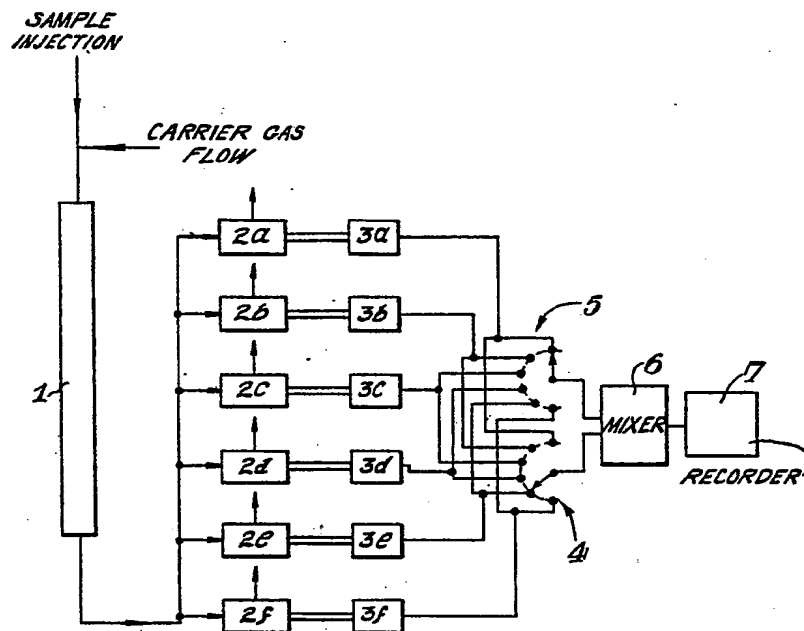 SAMPLE
INJECTION
CARRIER GAS
FLOW
1
2a
3a
2b
3b
5
2c
3c
6
MIXER
7
RECORDER
2d
3d
4
2e
3e
2f
3f